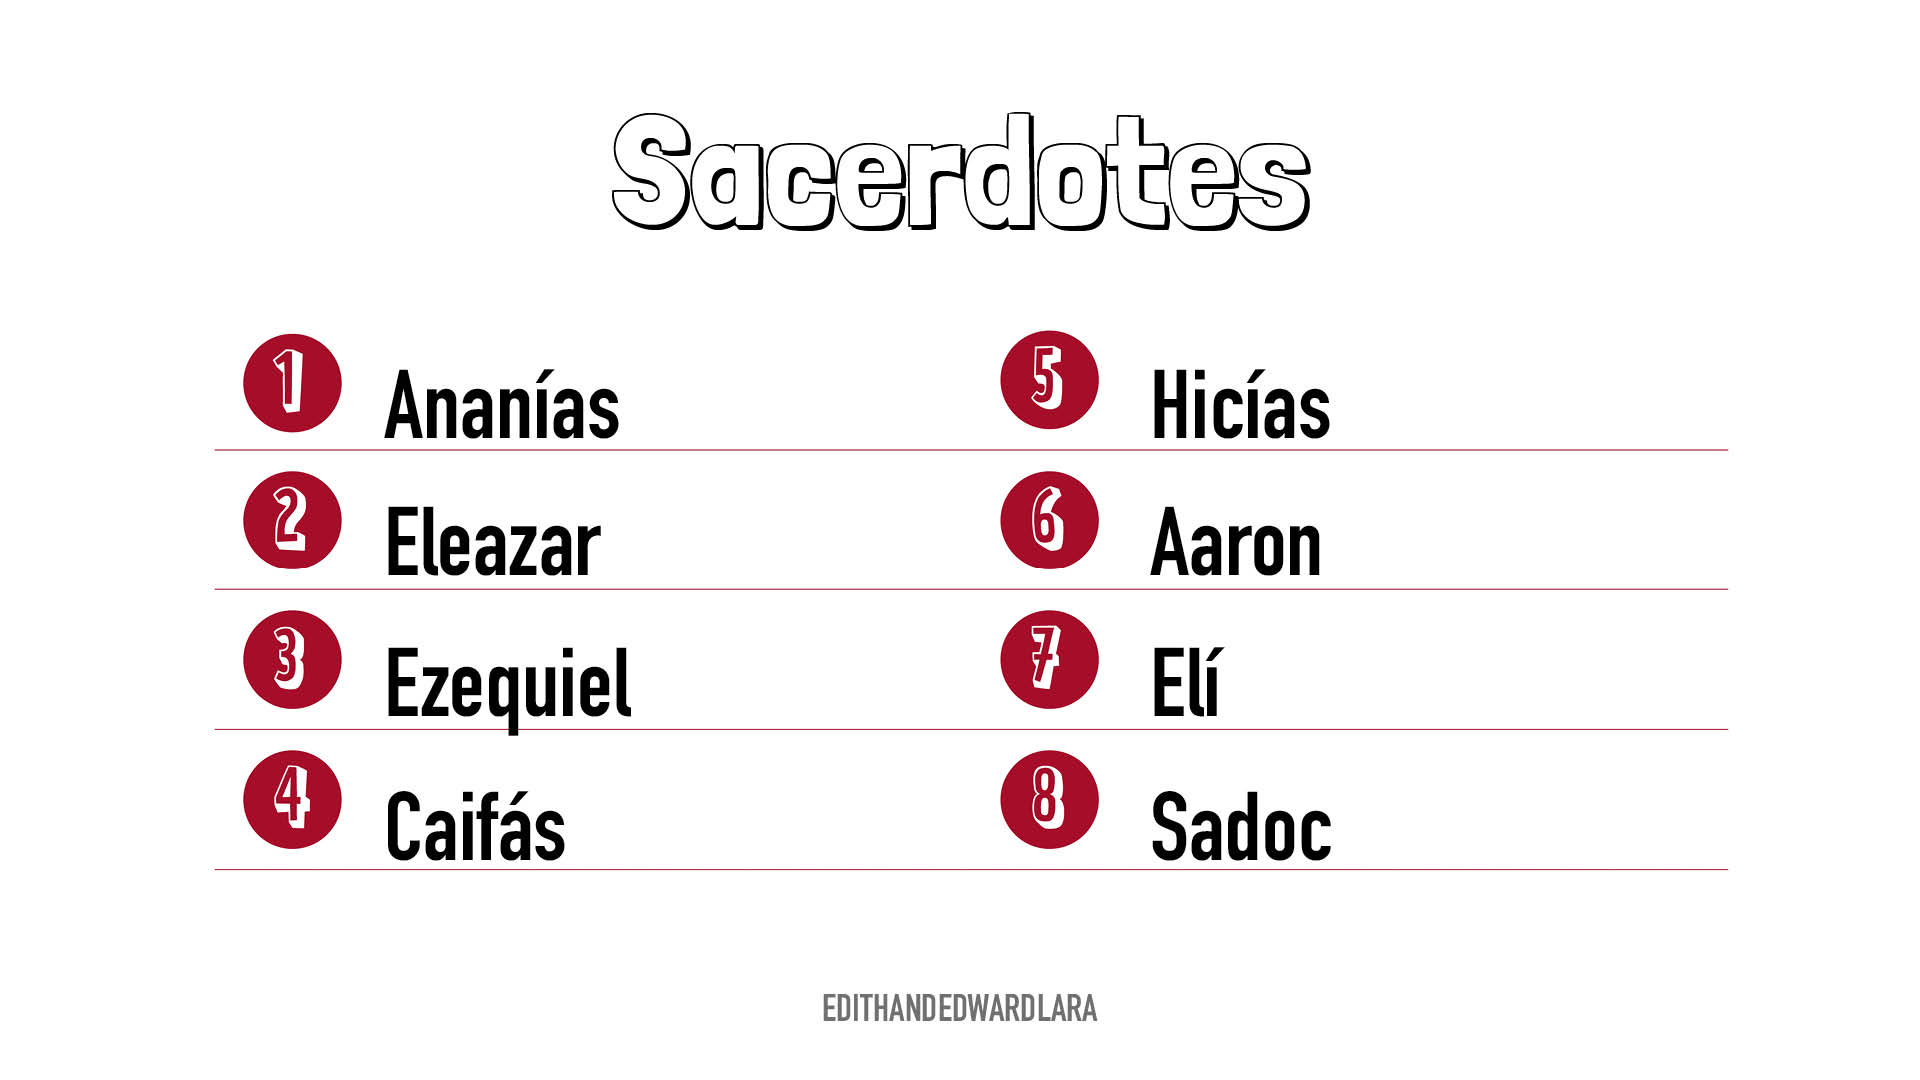 Sacerdotes
1 Ananías
2 Eleazar
3 Ezequiel
4 Caifás
5 Hicías
6 Aaron
7 Elí
8 Sadoc
EDITHANDEDWARDLARA